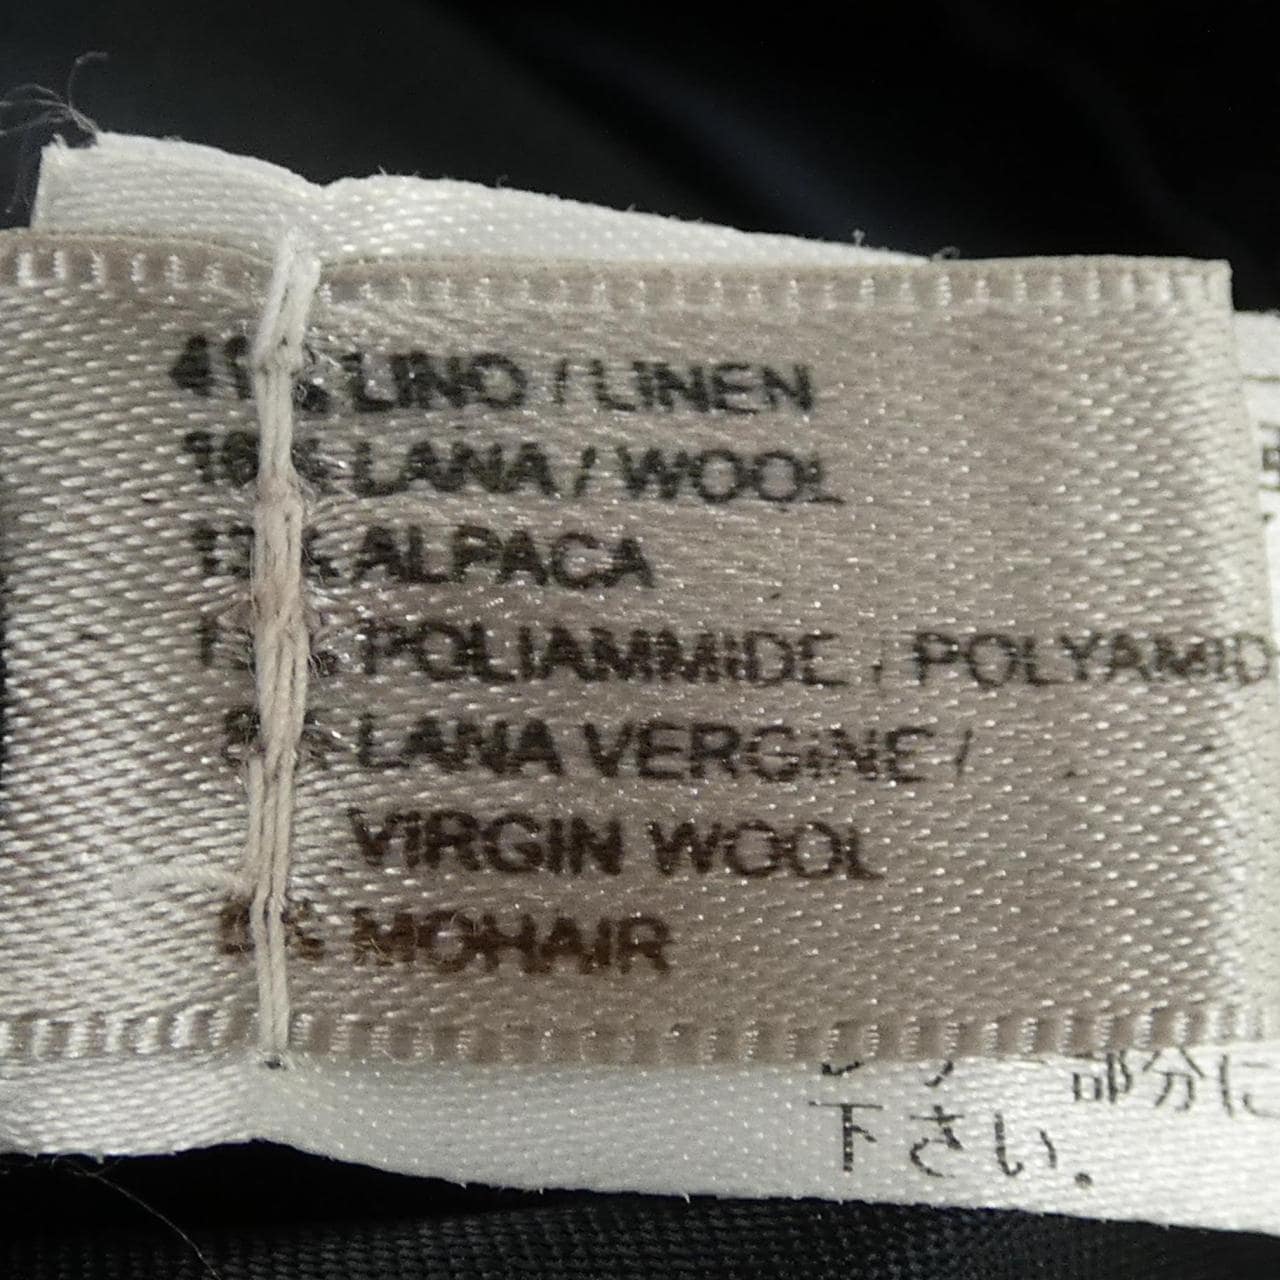 LINO / LINEN
LANA / WOOL
ALPACA
POLIAMMIDE / POLYAMID
LANA VERGINE /
VIRGIN WOOL
MOHAIR
部分に
下さい.